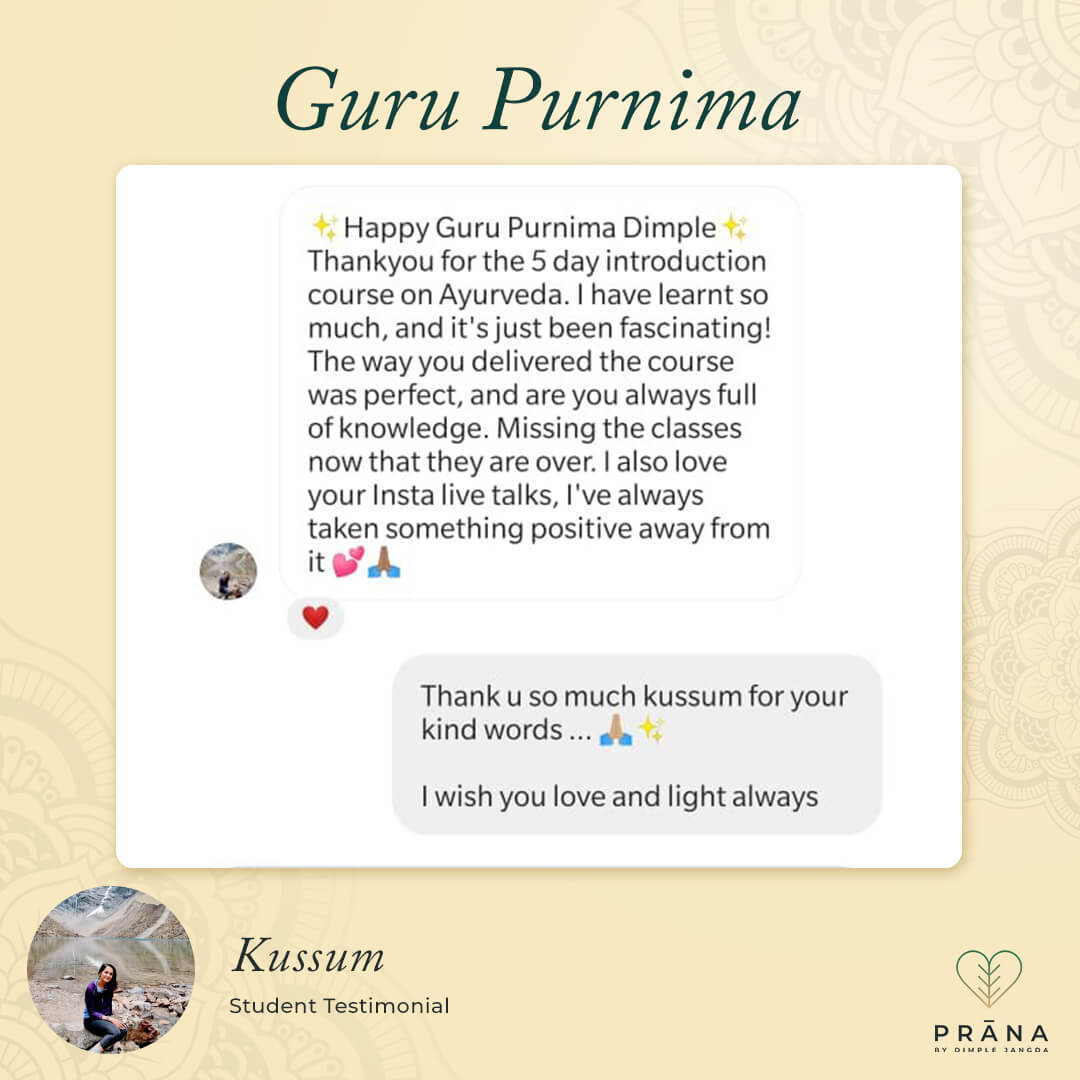 Guru Purnima
✨Happy Guru Purnima Dimple✨
Thankyou for the 5 day introduction
course on Ayurveda. I have learnt so
much, and it's just been fascinating!
The way you delivered the course
was perfect, and are you always full
of knowledge. Missing the classes
now that they are over. I also love
your Insta live talks, I've always
taken something positive away from
it 💕🙏🏽
❤️
Thank u so much kussum for your
kind words ... 🙏🏼✨
I wish you love and light always
Kussum
Student Testimonial
PRĀNA
BY DIMPLE JANGDA